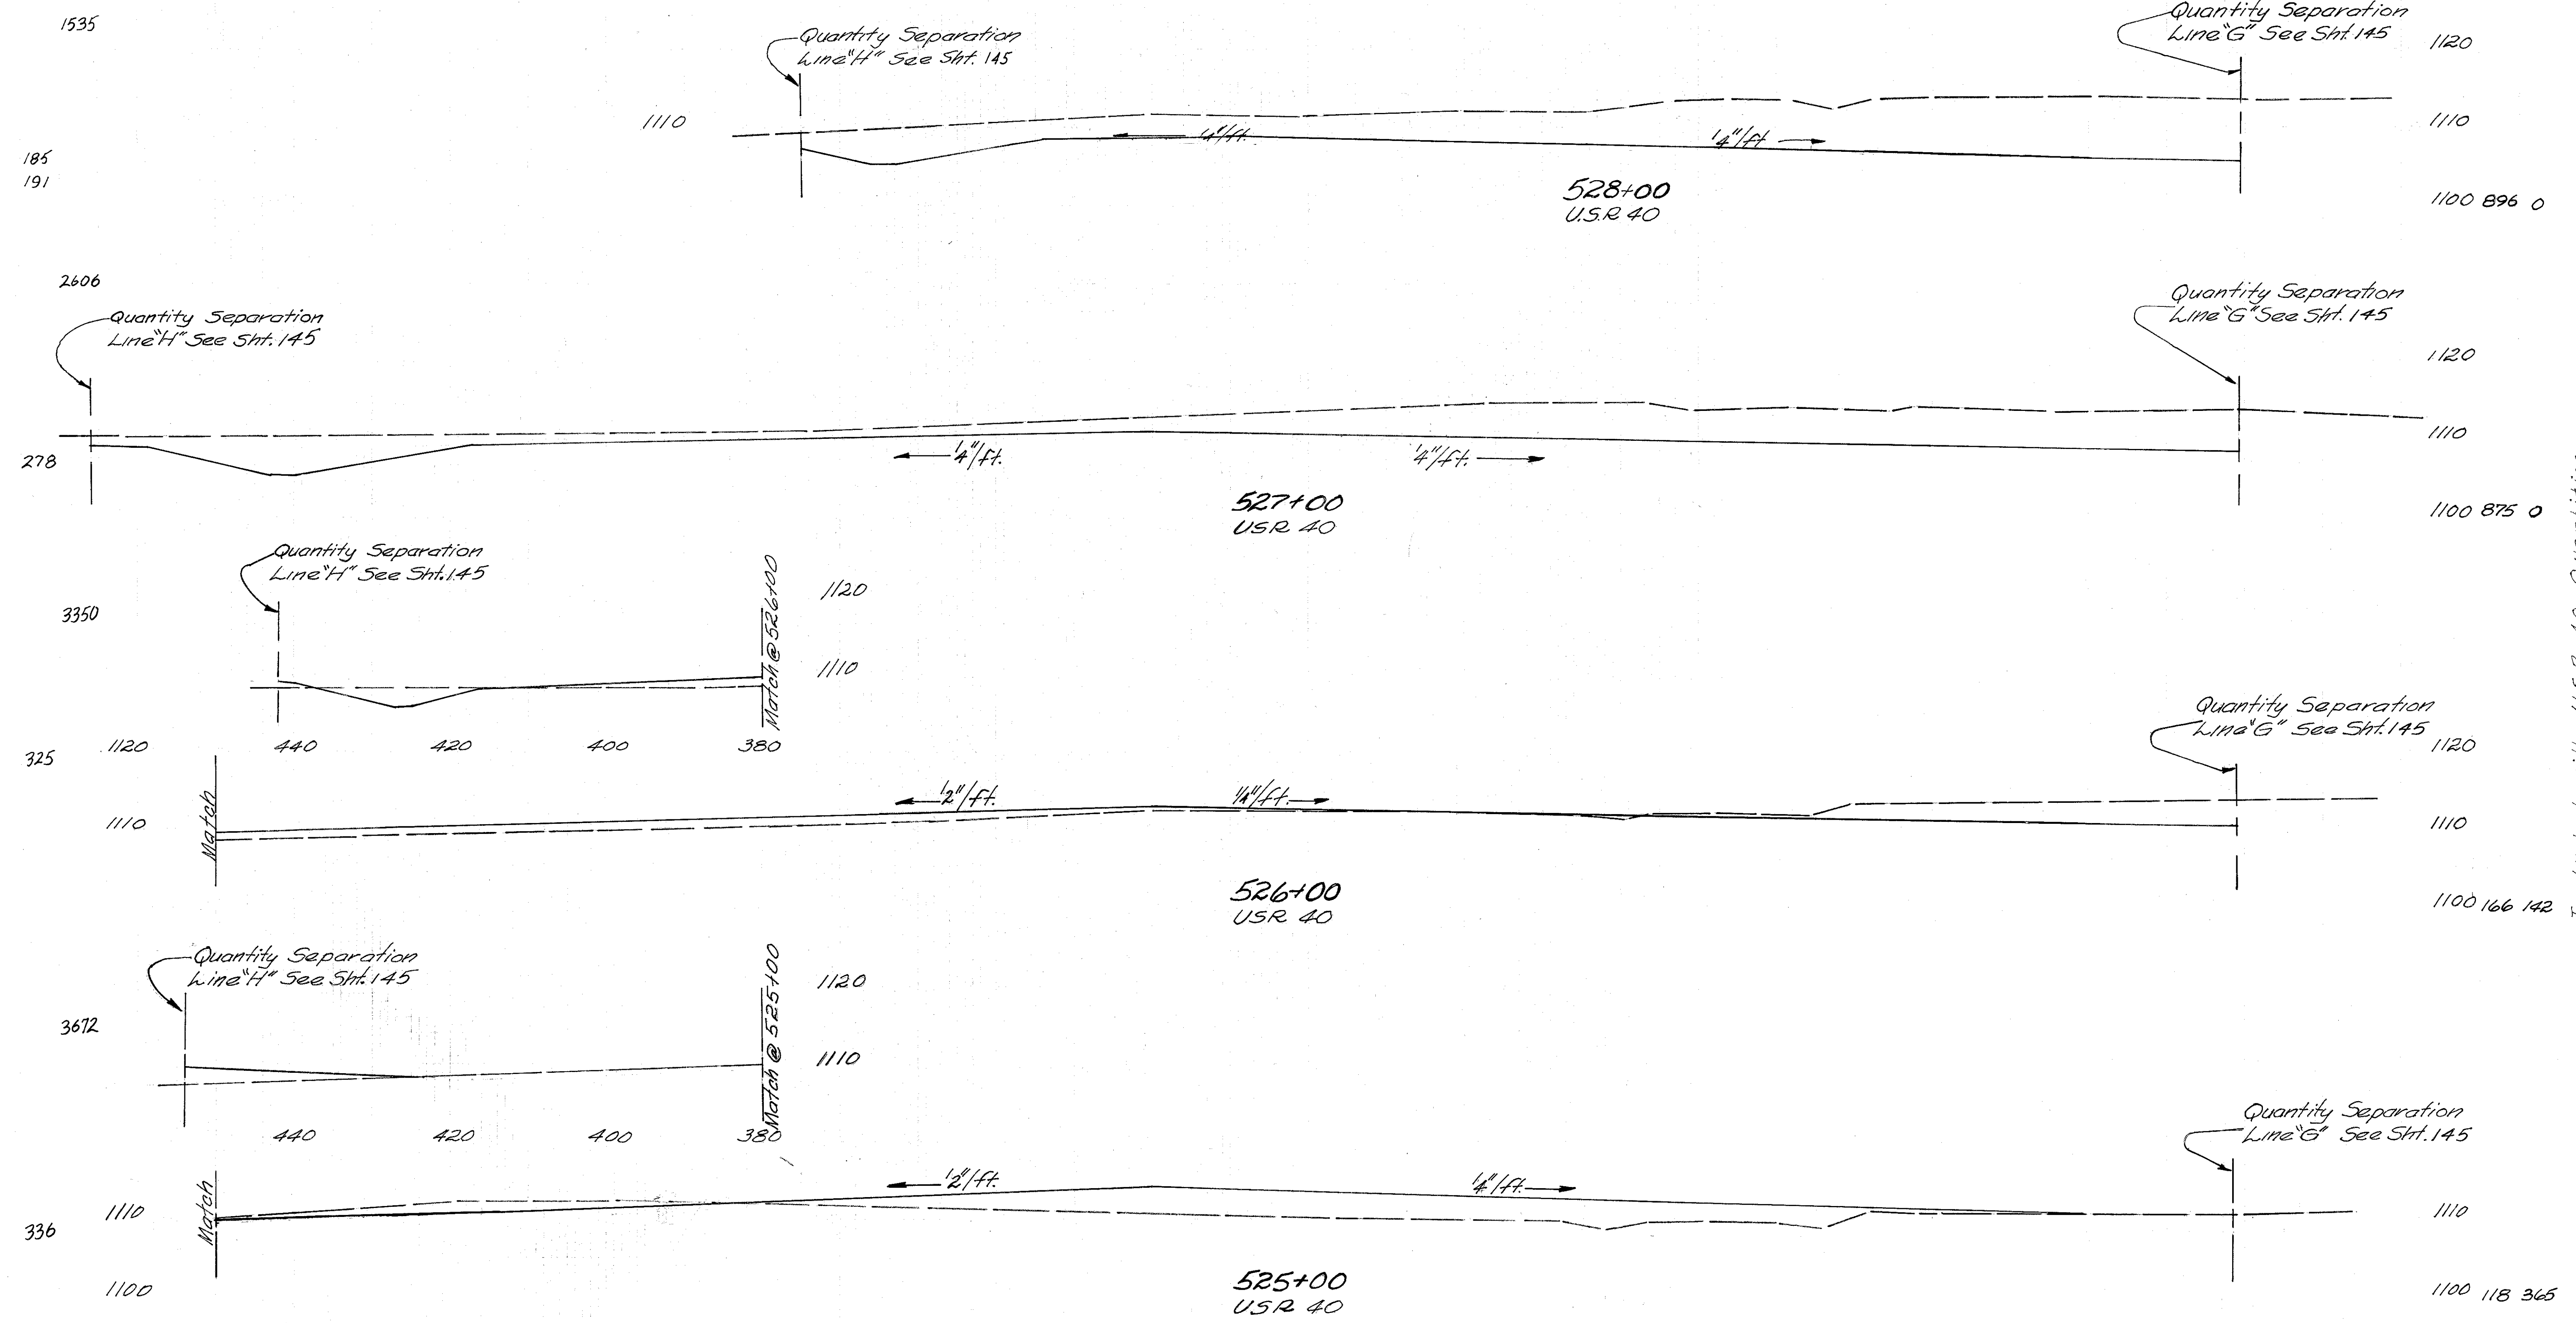 1535
Quantity Separation
Line "H" See Sht. 145
Quantity Separation
Line "G" See Sht. 145
1120
1110
1110
1/4"/ft.
1/4"/ft
185
191
528+00
U.S.R 40
1100 896 0
2606
Quantity Separation
Line "H" See Sht. 145
Quantity Separation
Line "G" See Sht. 145
1120
1110
278
1/4"/ft.
1/4"/ft.
527+00
USR 40
1100 875 0
Quantity Separation
Line "H" See Sht. 145
Match @ 526+00
1120
3350
1110
325
1120
440
420
400
380
Quantity Separation
Line "G" See Sht. 145
1120
1/2"/ft.
1/4"/ft.
1110
Match
1110
526+00
USR 40
1100 166 142
Quantity Separation
Line "H" See Sht. 145
Match @ 525+00
1120
3672
1110
440
420
400
380
Quantity Separation
Line "G" See Sht. 145
1/2"/ft.
1/4"/ft.
1110
Match
1110
336
525+00
USR 40
1100
1100 118 365